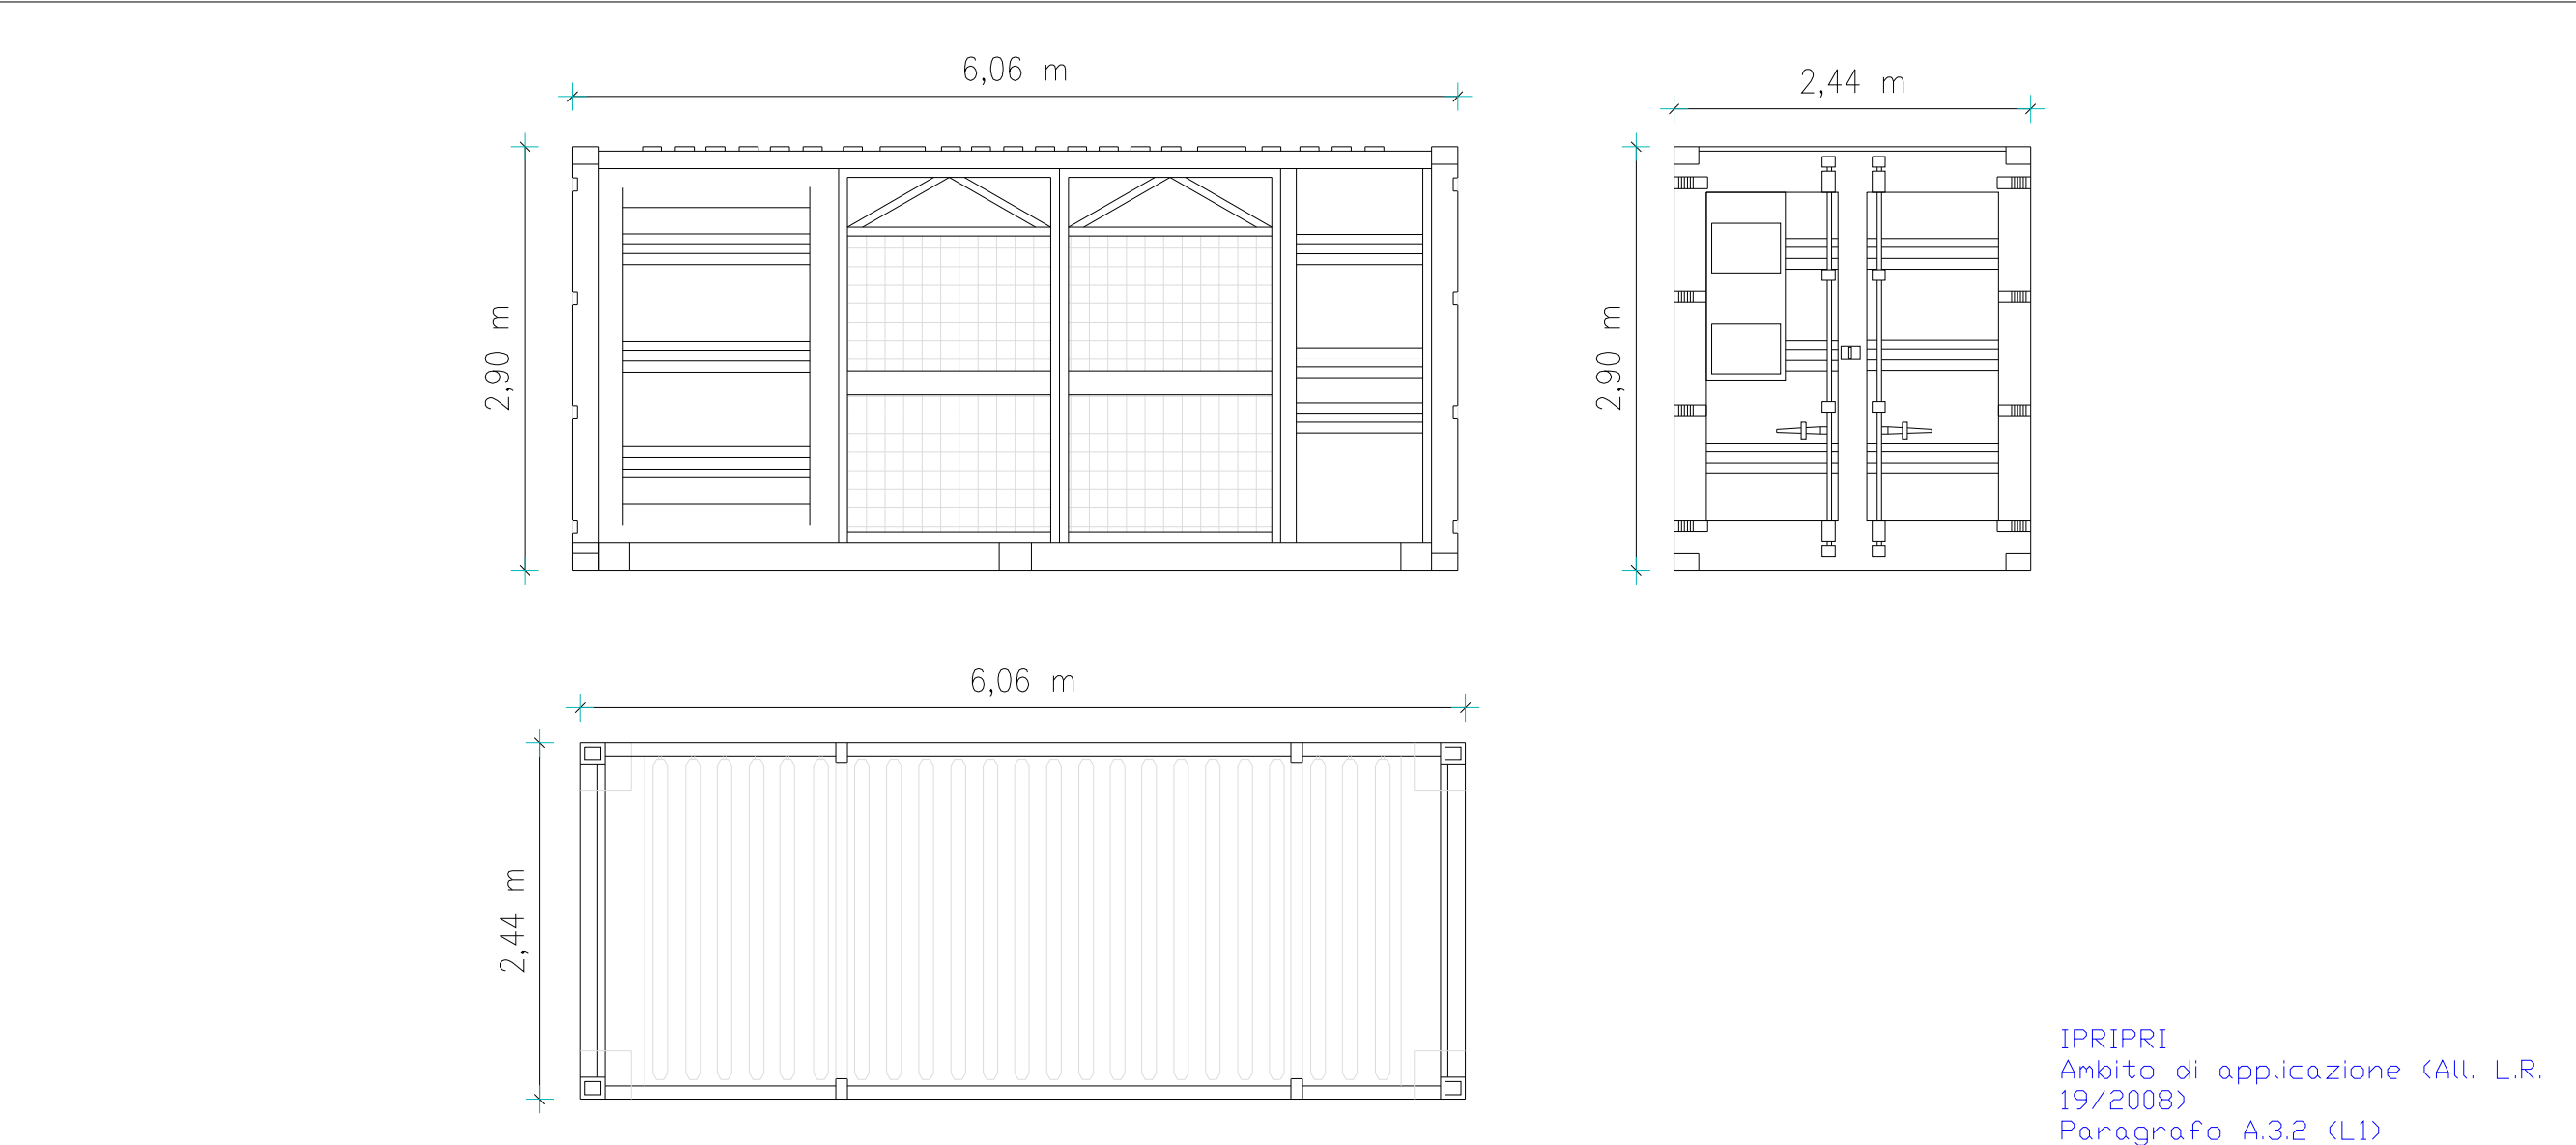 6,06 m
2,44 m
2,90 m
2,90 m
6,06 m
2,44 m
IPRIPRI
Ambito di applicazione (All. L.R.
19/2008)
Paragrafo A.3.2 (L1)